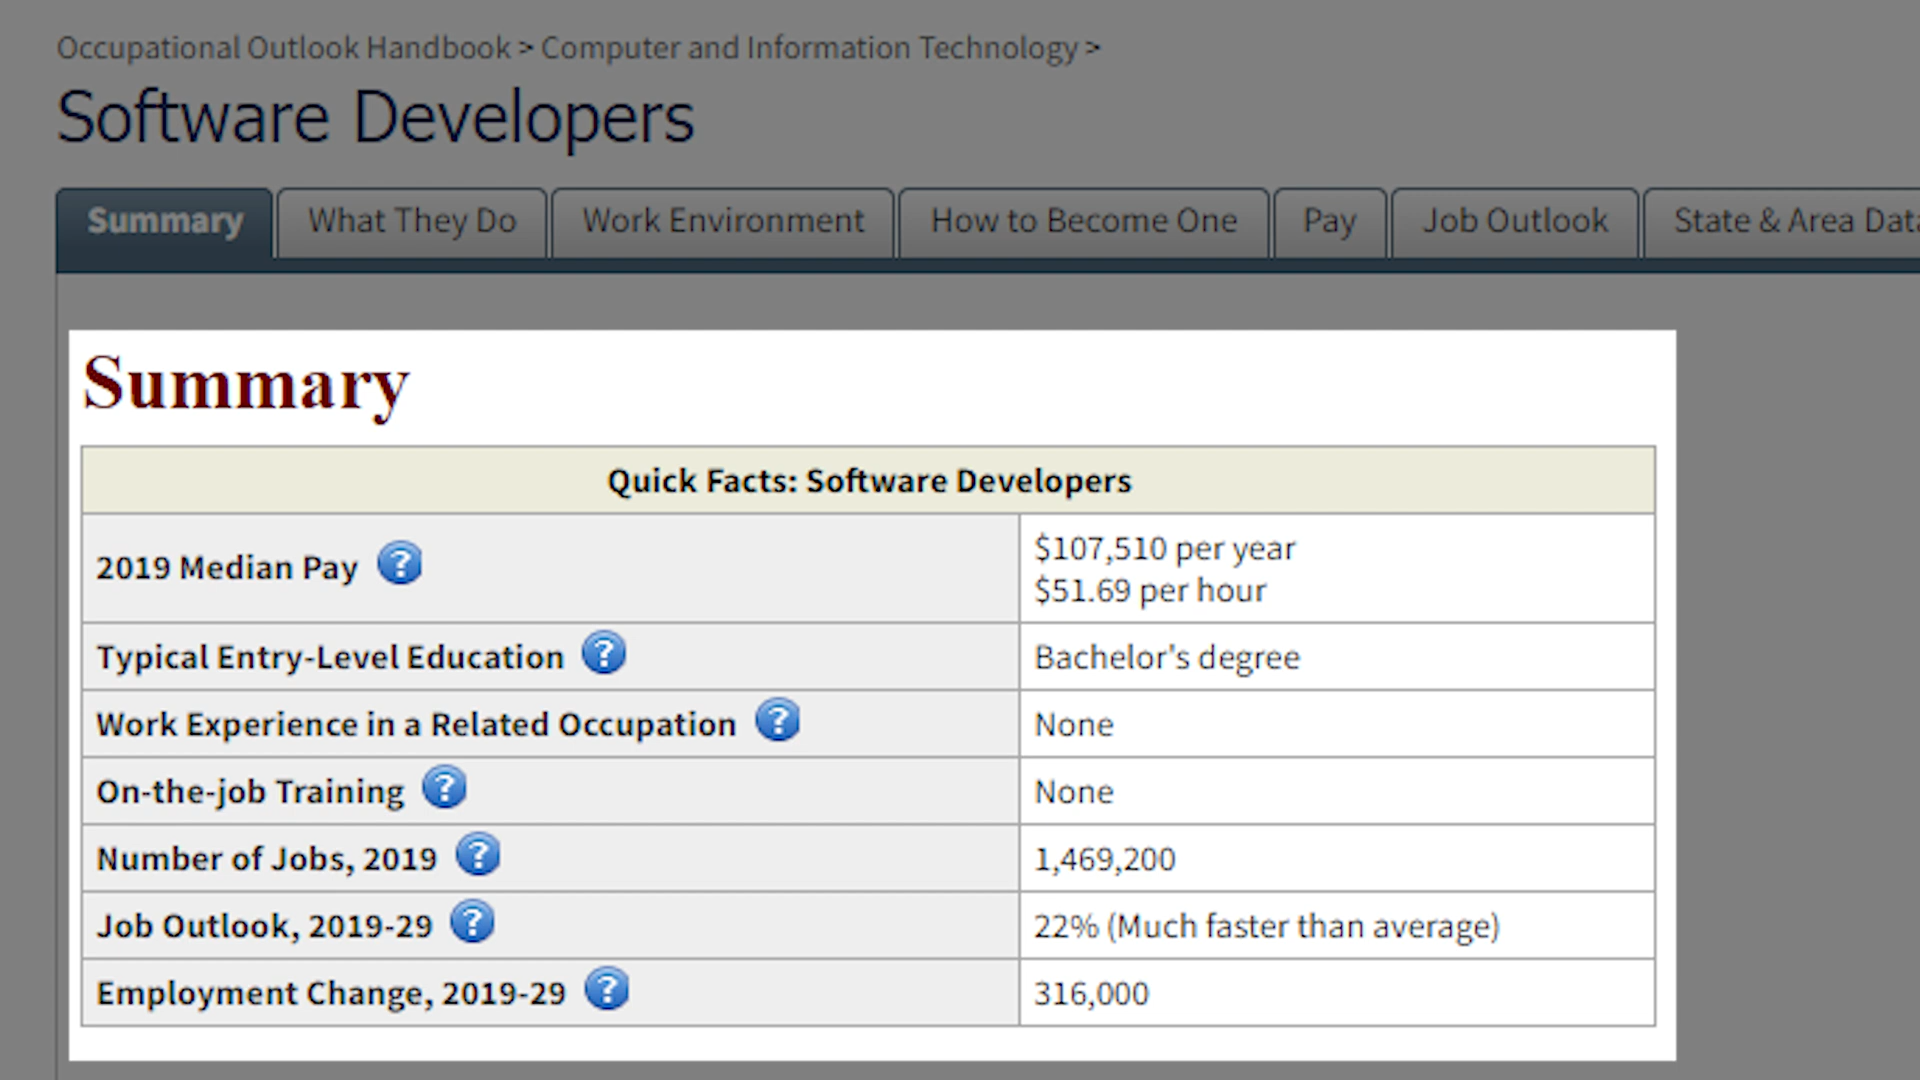 Occupational Outlook Handbook > Computer and Information Technology >
Software Developers
Summary What They Do Work Environment How to Become One Pay Job Outlook State & Area Data
Summary
Quick Facts: Software Developers
2019 Median Pay ? $107,510 per year
$51.69 per hour
Typical Entry-Level Education ? Bachelor's degree
Work Experience in a Related Occupation ? None
On-the-job Training ? None
Number of Jobs, 2019 ? 1,469,200
Job Outlook, 2019-29 ? 22% (Much faster than average)
Employment Change, 2019-29 ? 316,000